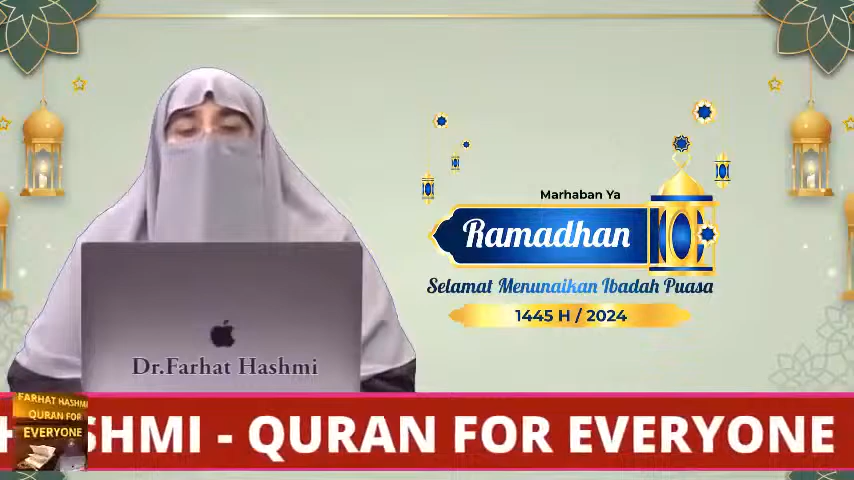 Marhaban Ya
Ramadhan
Selamat Menunaikan Ibadah Puasa
1445 H / 2024
Dr.Farhat Hashmi
FARHAT HASHMI
QURAN FOR
EVERYONE
SHMI - QURAN FOR EVERYONE